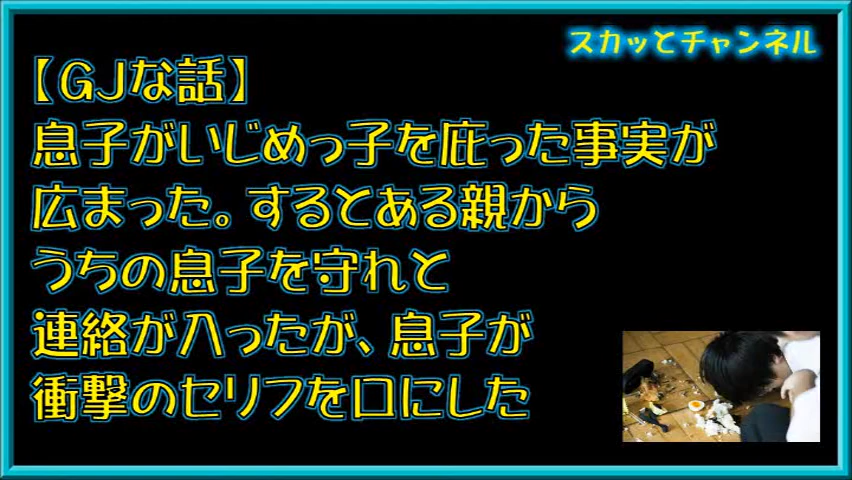 スカッとチャンネル
【GJな話】
息子がいじめっ子を庇った事実が
広まった。するとある親から
うちの息子を守れと
連絡が入ったが、息子が
衝撃のセリフを口にした